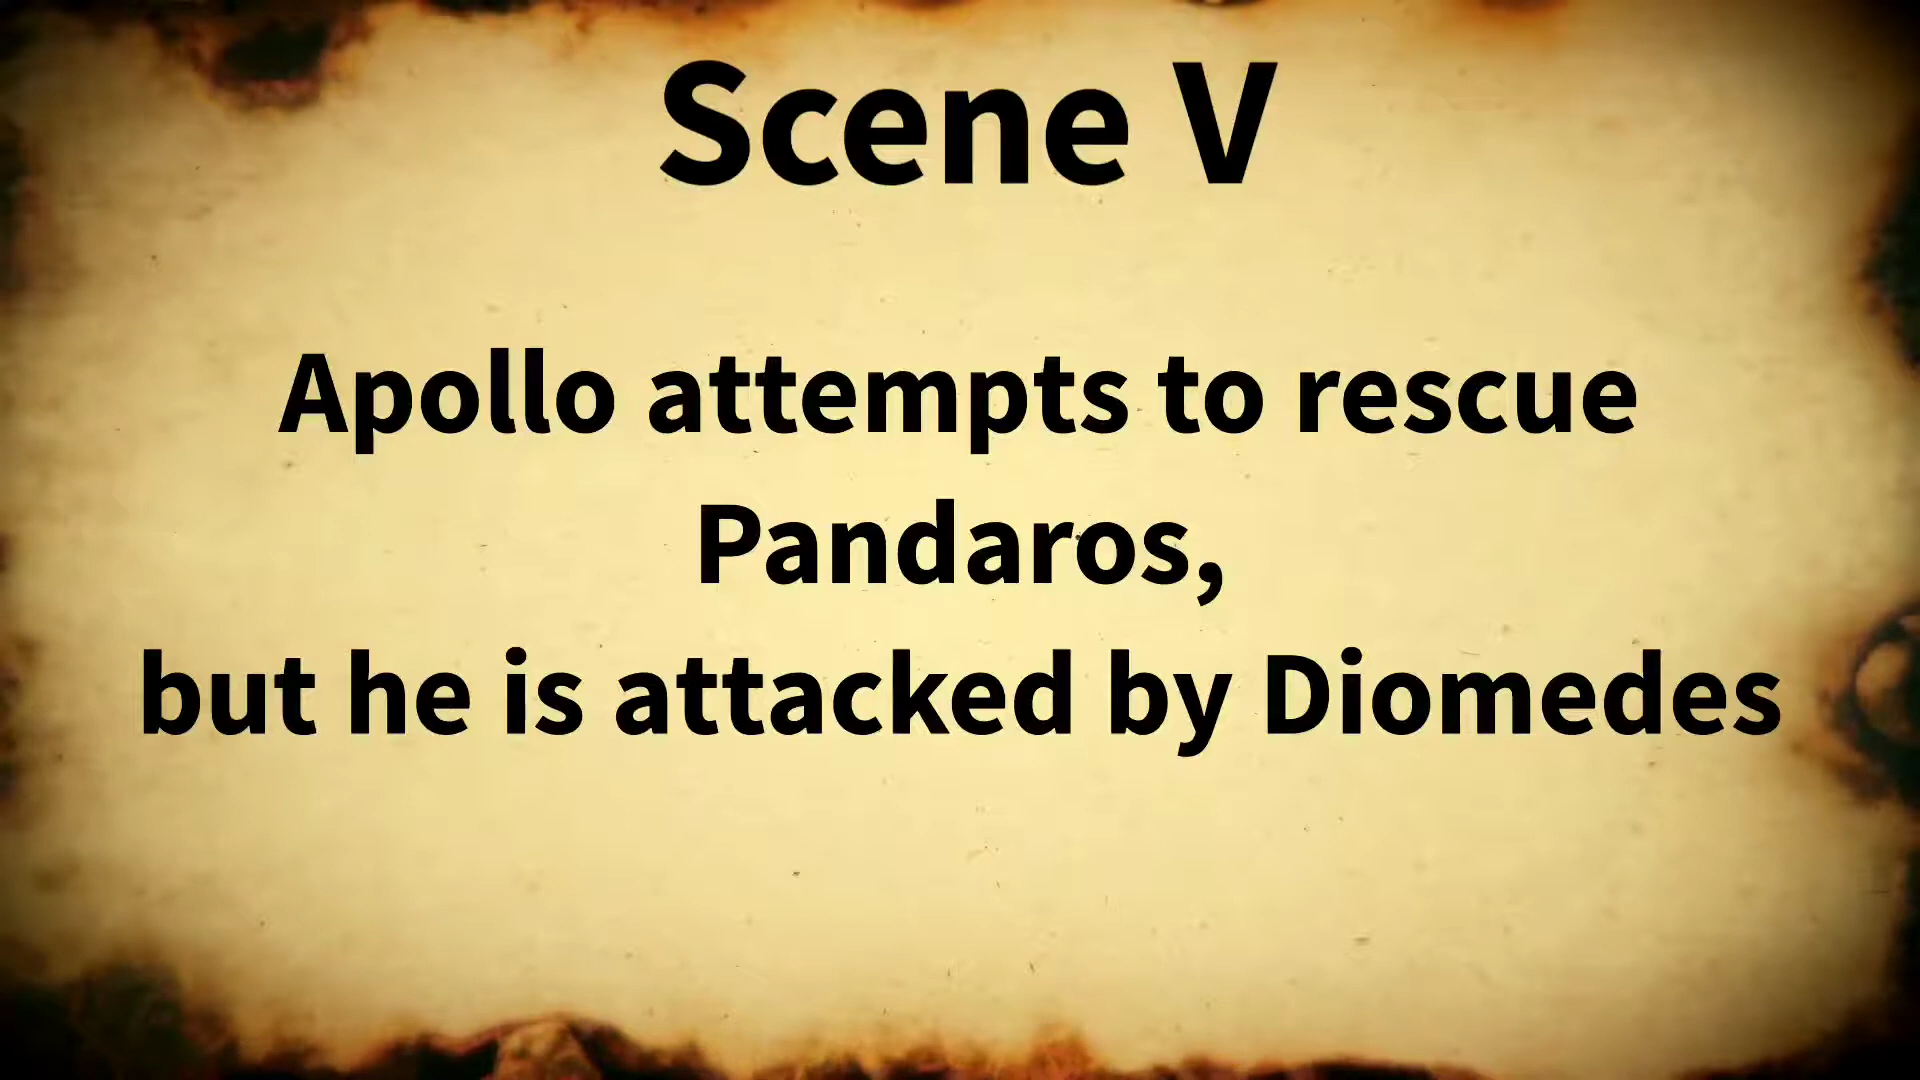 Scene V
Apollo attempts to rescue
Pandaros,
but he is attacked by Diomedes